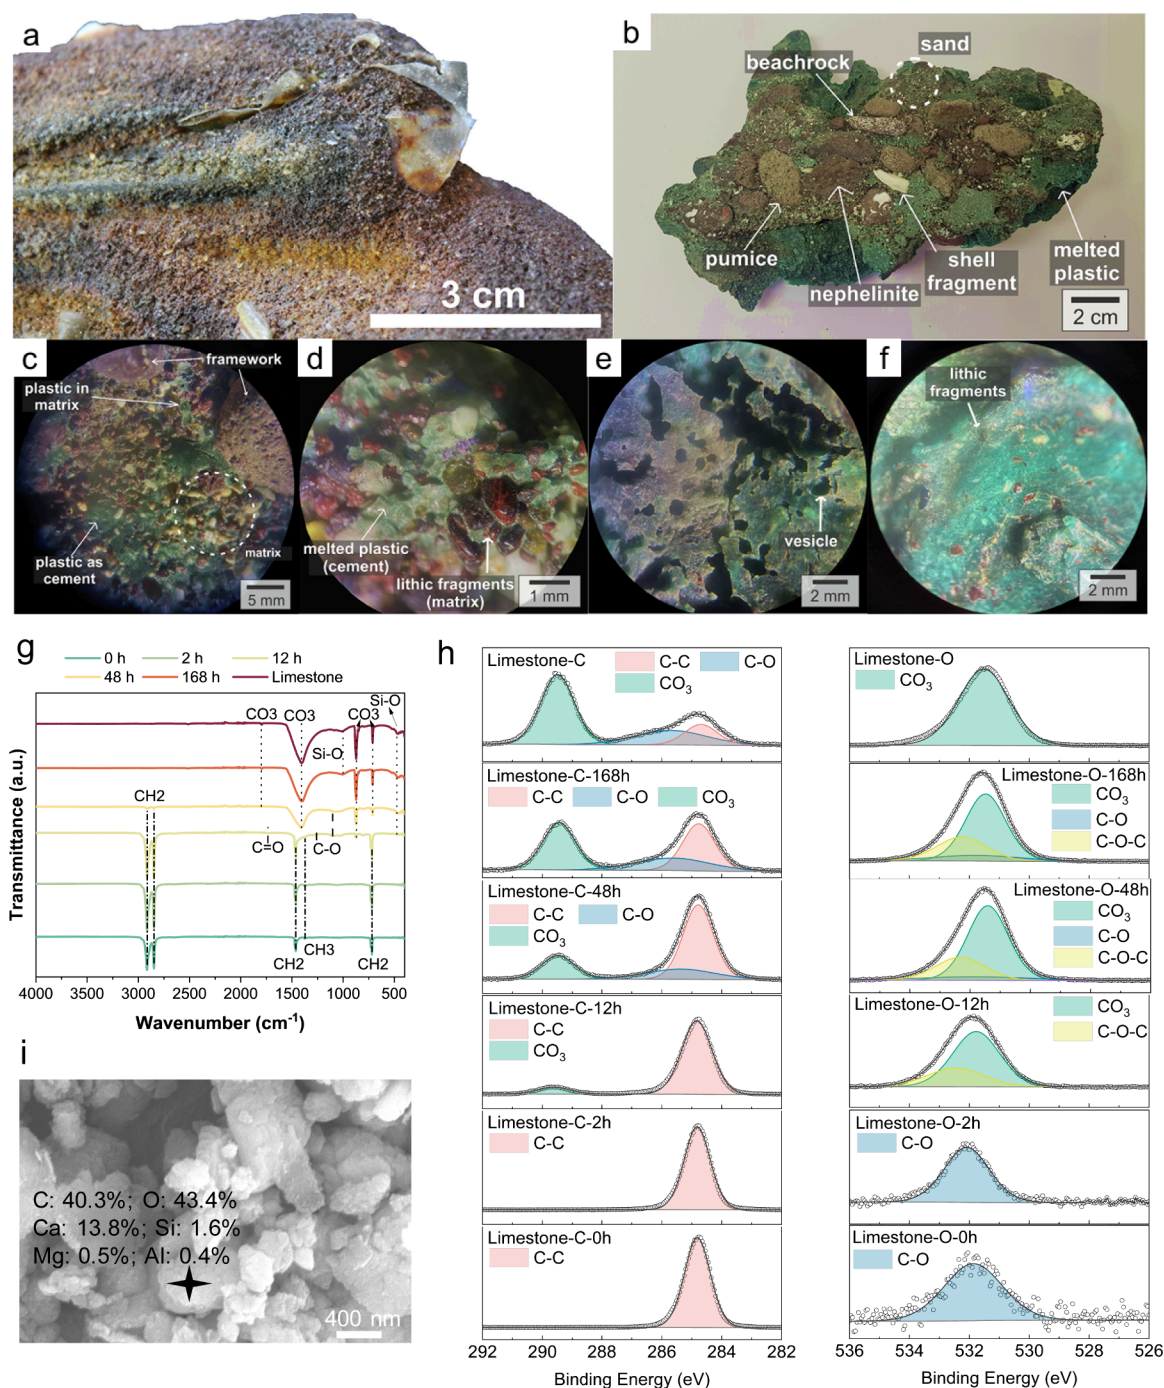 a
3 cm
b
sand
beachrock
pumice
nephelinite
shell
fragment
melted
plastic
2 cm
c
framework
plastic in
matrix
plastic as
cement
matrix
5 mm
d
melted plastic
(cement)
lithic fragments
(matrix)
1 mm
e
vesicle
2 mm
f
lithic
fragments
2 mm
g
0 h
2 h
12 h
48 h
168 h
Limestone
Si-O
CO3
CO3
CO3
Si-O
CH2
C=O
C-O
CH3
CH2
CH2
4000 3500 3000 2500 2000 1500 1000 500
Wavenumber (cm⁻¹)
Transmittance (a.u.)
h
Limestone-C
C-C
C-O
CO₃
Limestone-C-168h
C-C
C-O
CO₃
Limestone-C-48h
C-C
C-O
CO₃
Limestone-C-12h
C-C
CO₃
Limestone-C-2h
C-C
Limestone-C-0h
C-C
292 290 288 286 284 282
Binding Energy (eV)
Limestone-O
CO₃
Limestone-O-168h
CO₃
C-O
C-O-C
Limestone-O-48h
CO₃
C-O
C-O-C
Limestone-O-12h
CO₃
C-O-C
Limestone-O-2h
C-O
Limestone-O-0h
C-O
536 534 532 530 528 526
Binding Energy (eV)
i
C: 40.3%; O: 43.4%
Ca: 13.8%; Si: 1.6%
Mg: 0.5%; Al: 0.4%
400 nm